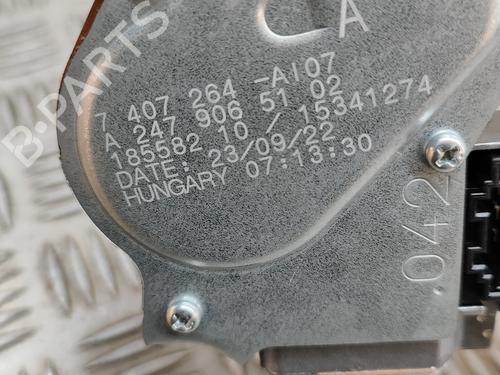 A
7 407 264 -AI07
A 247 906 51 02
185582 10 / 15341274
DATE: 23/09/22
HUNGARY 07:13:30
.042
B-PARTS